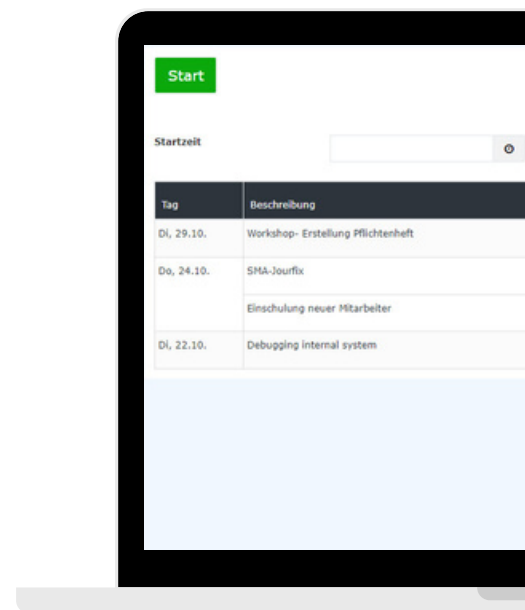 Start
Startzeit
Tag Beschreibung
Di, 29.10. Workshop- Erstellung Pflichtenheft
Do, 24.10. SMA-Jourfix
Einschulung neuer Mitarbeiter
Di, 22.10. Debugging internal system